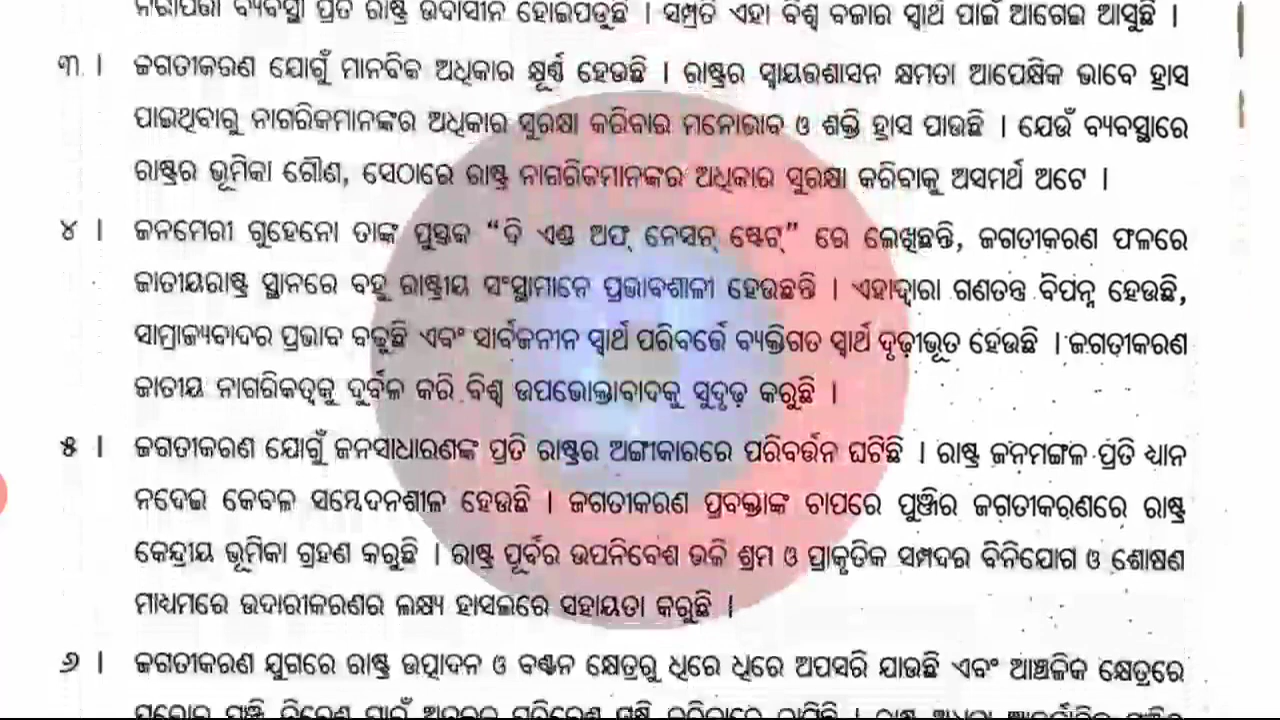 ନିରାପତ୍ତା ବ୍ୟବସ୍ଥା ପ୍ରତି ରାଷ୍ଟ୍ର ଉଦାସୀନ ହୋଇପଡୁଛି । ସମ୍ପ୍ରତି ଏହା ବିଶ୍ୱ ବଜାର ସ୍ୱାର୍ଥ ପାଇଁ ଆଗେଇ ଆସୁଛି ।
୩ । ଜଗତୀକରଣ ଯୋଗୁଁ ମାନବିକ ଅଧିକାର କ୍ଷୂର୍ଣ୍ଣ ହେଉଛି । ରାଷ୍ଟ୍ରର ସ୍ୱାୟତ୍ତଶାସନ କ୍ଷମତା ଆପେକ୍ଷିକ ଭାବେ ହ୍ରାସ
ପାଇଥିବାରୁ ନାଗରିକମାନଙ୍କର ଅଧିକାର ସୁରକ୍ଷା କରିବାର ମନୋଭାବ ଓ ଶକ୍ତି ହ୍ରାସ ପାଉଛି । ଯେଉଁ ବ୍ୟବସ୍ଥାରେ
ରାଷ୍ଟ୍ରର ଭୂମିକା ଗୌଣ, ସେଠାରେ ରାଷ୍ଟ୍ର ନାଗରିକମାନଙ୍କର ଅଧିକାର ସୁରକ୍ଷା କରିବାକୁ ଅସମର୍ଥ ଅଟେ ।
୪ । ଜନମେରୀ ଗୁହେନୋ ତାଙ୍କ ପୁସ୍ତକ “ଦି ଏଣ୍ଡ ଅଫ୍ ନେସନ୍ ଷ୍ଟେଟ୍” ରେ ଲେଖିଛନ୍ତି, ଜଗତୀକରଣ ଫଳରେ
ଜାତୀୟରାଷ୍ଟ୍ର ସ୍ଥାନରେ ବହୁ ରାଷ୍ଟ୍ରୀୟ ସଂସ୍ଥାମାନେ ପ୍ରଭାବଶାଳୀ ହେଉଛନ୍ତି । ଏହାଦ୍ୱାରା ଗଣତନ୍ତ୍ର ବିପନ୍ନ ହେଉଛି,
ସାମ୍ରାଜ୍ୟବାଦର ପ୍ରଭାବ ବଢୁଛି ଏବଂ ସାର୍ବଜନୀନ ସ୍ୱାର୍ଥ ପରିବର୍ତ୍ତେ ବ୍ୟକ୍ତିଗତ ସ୍ୱାର୍ଥ ଦୃଢ଼ୀଭୂତ ହେଉଛି । ଜଗତୀକରଣ
ଜାତୀୟ ନାଗରିକତ୍ୱକୁ ଦୁର୍ବଳ କରି ବିଶ୍ୱ ଉପଭୋକ୍ତାବାଦକୁ ସୁଦୃଢ଼ କରୁଛି ।
୫ । ଜଗତୀକରଣ ଯୋଗୁଁ ଜନସାଧାରଣଙ୍କ ପ୍ରତି ରାଷ୍ଟ୍ରର ଅଙ୍ଗୀକାରରେ ପରିବର୍ତ୍ତନ ଘଟିଛି । ରାଷ୍ଟ୍ର ଜନମଙ୍ଗଳ ପ୍ରତି ଧ୍ୟାନ
ନଦେଇ କେବଳ ସମ୍ବେଦନଶୀଳ ହେଉଛି । ଜଗତୀକରଣ ପ୍ରବକ୍ତାଙ୍କ ଚାପରେ ପୁଞ୍ଜିର ଜଗତୀକରଣରେ ରାଷ୍ଟ୍ର
କେନ୍ଦ୍ରୀୟ ଭୂମିକା ଗ୍ରହଣ କରୁଛି । ରାଷ୍ଟ୍ର ପୂର୍ବର ଉପନିବେଶ ଭଳି ଶ୍ରମ ଓ ପ୍ରାକୃତିକ ସମ୍ପଦର ବିନିଯୋଗ ଓ ଶୋଷଣ
ମାଧ୍ୟମରେ ଉଦାରୀକରଣର ଲକ୍ଷ୍ୟ ହାସଲରେ ସହାୟତା କରୁଛି ।
୬ । ଜଗତୀକରଣ ଯୁଗରେ ରାଷ୍ଟ୍ର ଉତ୍ପାଦନ ଓ ବଣ୍ଟନ କ୍ଷେତ୍ରରୁ ଧିରେ ଧିରେ ଅପସରି ଯାଉଛି ଏବଂ ଆଞ୍ଚଳିକ କ୍ଷେତ୍ରରେ